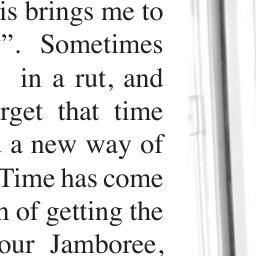 is brings me to
”. Sometimes
in a rut, and
rget that time
a new way of
Time has come
n of getting the
our Jamboree,